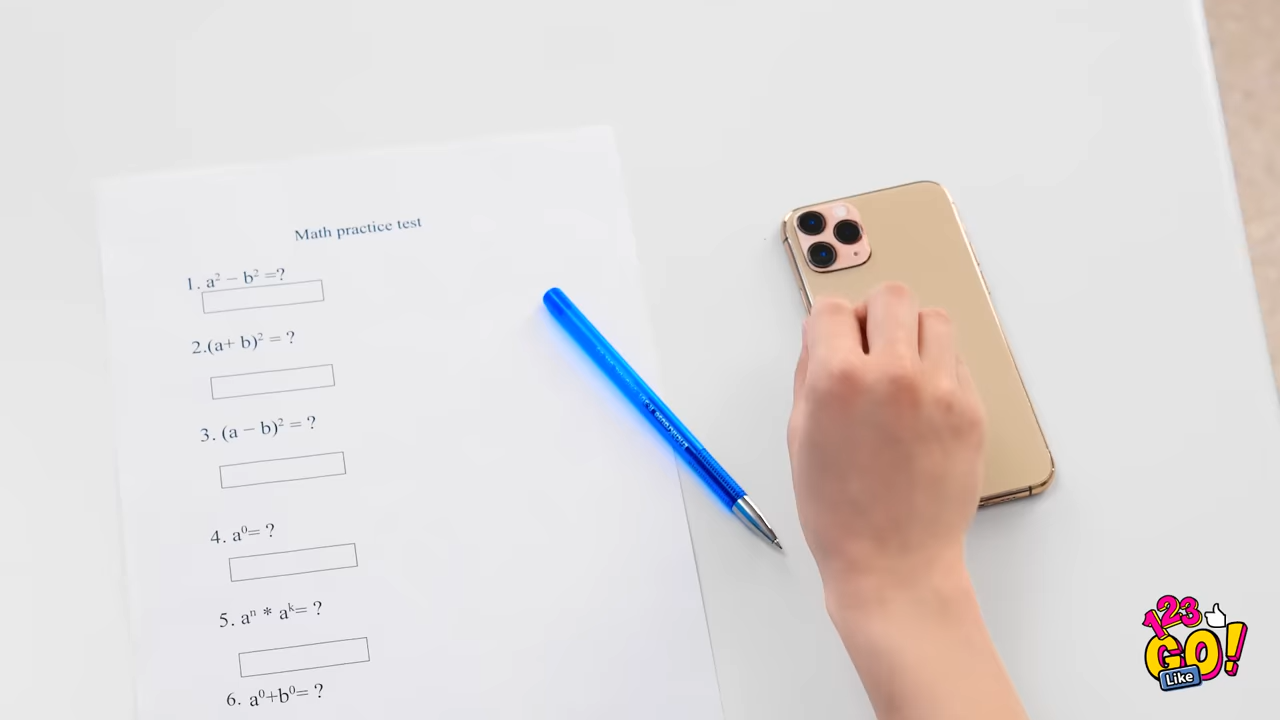 Math practice test
1. a² − b² =?
2.(a+ b)² = ?
3. (a − b)² = ?
4. a⁰= ?
5. aⁿ * aᵏ= ?
6. a⁰+b⁰= ?
123
GO!
Like